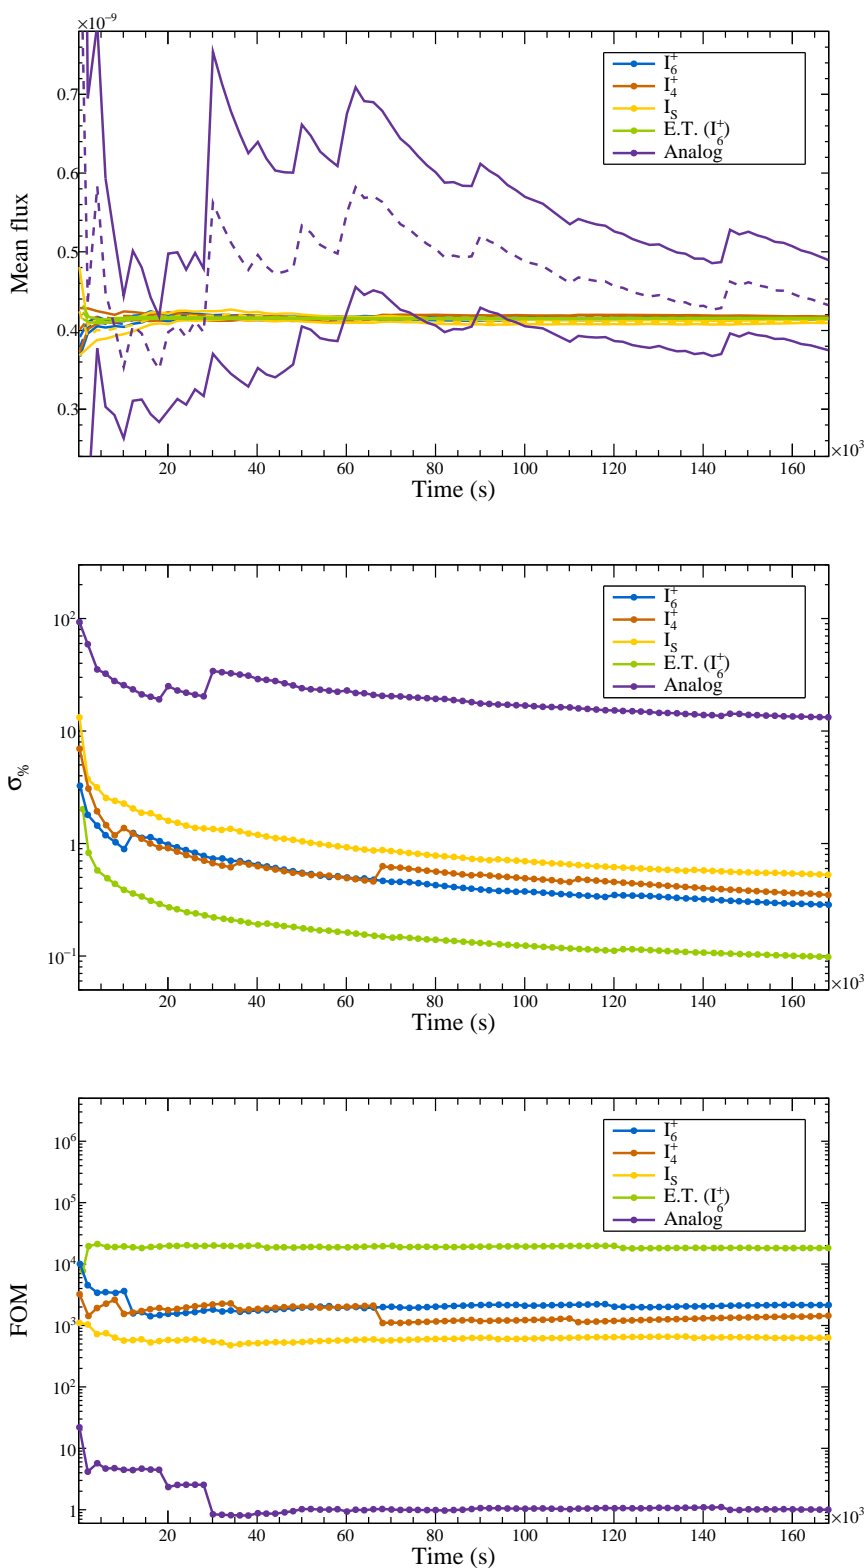 ×10⁻⁹
Mean flux
0.7
0.6
0.5
0.4
0.3
I₆⁺
I₄⁺
I_S
E.T. (I₆⁺)
Analog
20 40 60 80 100 120 140 160
×10³
Time (s)
σ%
10²
10
1
10⁻¹
I₆⁺
I₄⁺
I_S
E.T. (I₆⁺)
Analog
20 40 60 80 100 120 140 160
×10³
Time (s)
FOM
10⁶
10⁵
10⁴
10³
10²
10
1
I₆⁺
I₄⁺
I_S
E.T. (I₆⁺)
Analog
20 40 60 80 100 120 140 160
×10³
Time (s)